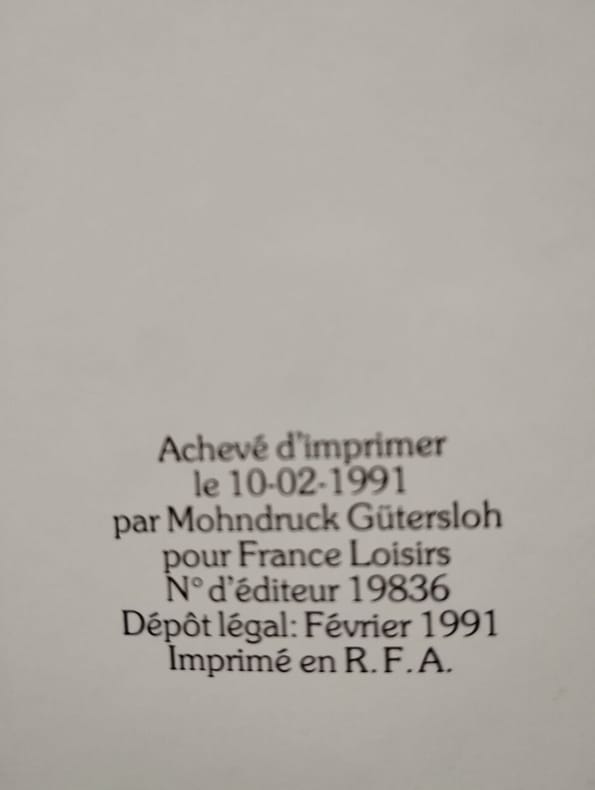 Achevé d'imprimer
le 10-02-1991
par Mohndruck Gütersloh
pour France Loisirs
N° d'éditeur 19836
Dépôt légal: Février 1991
Imprimé en R.F.A.